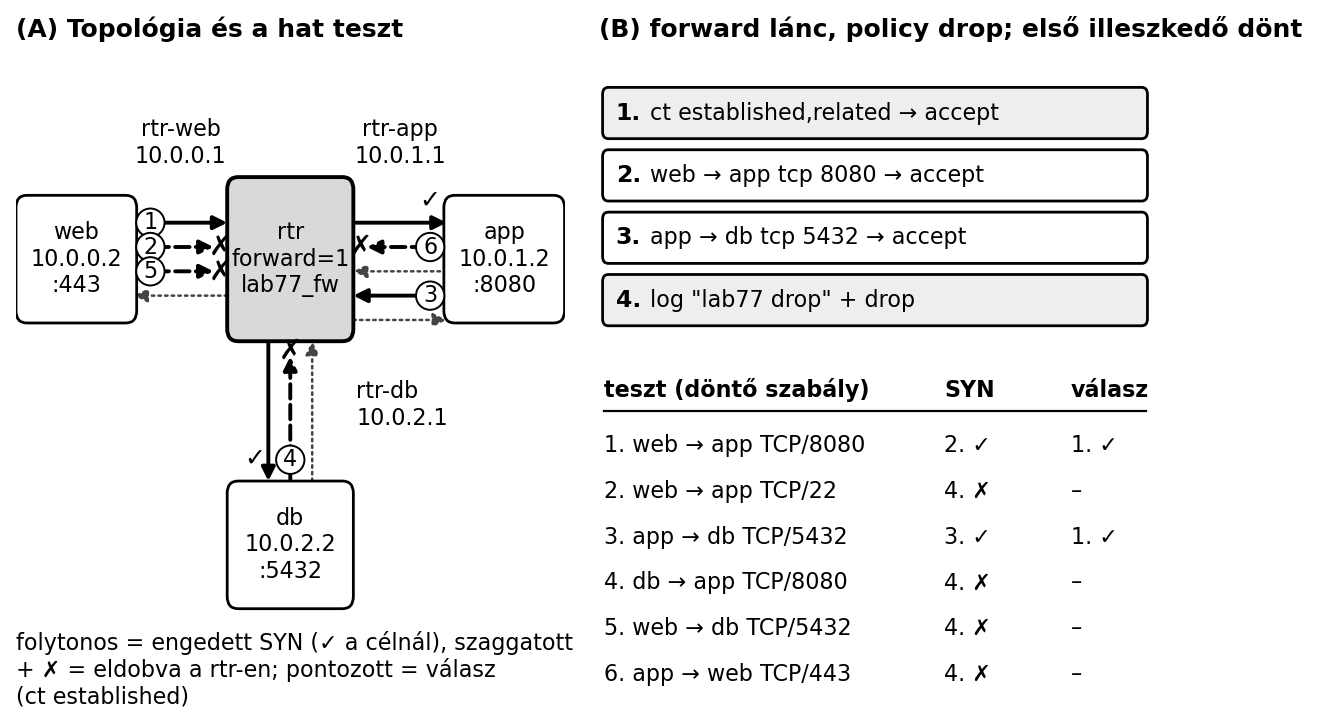 (A) Topológia és a hat teszt
rtr-web
10.0.0.1
rtr-app
10.0.1.1
web
10.0.0.2
:443
1
2
5
✗
✗
rtr
forward=1
lab77_fw
✓
✗
6
3
app
10.0.1.2
:8080
✗
rtr-db
10.0.2.1
✓
4
db
10.0.2.2
:5432
folytonos = engedett SYN (✓ a célnál), szaggatott
+ ✗ = eldobva a rtr-en; pontozott = válasz
(ct established)
(B) forward lánc, policy drop; első illeszkedő dönt
1. ct established,related → accept
2. web → app tcp 8080 → accept
3. app → db tcp 5432 → accept
4. log "lab77 drop" + drop
teszt (döntő szabály) SYN válasz
1. web → app TCP/8080 2. ✓ 1. ✓
2. web → app TCP/22 4. ✗ –
3. app → db TCP/5432 3. ✓ 1. ✓
4. db → app TCP/8080 4. ✗ –
5. web → db TCP/5432 4. ✗ –
6. app → web TCP/443 4. ✗ –